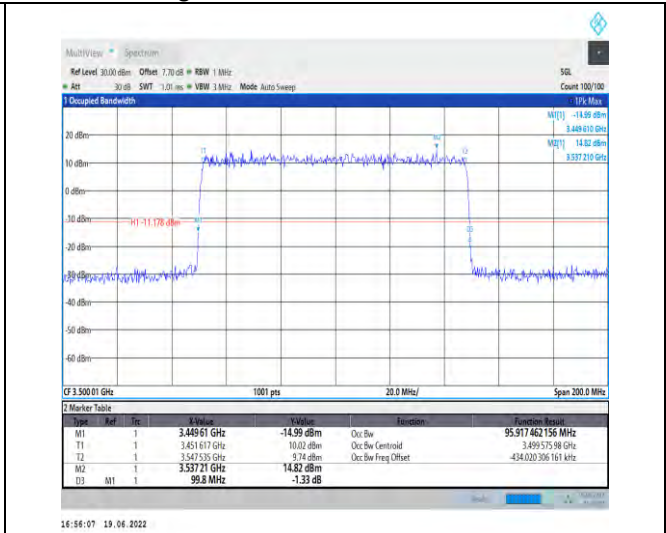 MultiView Spectrum
Ref Level 30.00 dBm Offset 7.70 dB RBW 1 MHz SGL
Att 30 dB SWT 1.01 ms VBW 3 MHz Mode Auto Sweep Count 100/100
1 Occupied Bandwidth 1Pk Max
M1[1] -14.99 dBm
3.449 610 GHz
20 dBm
M2[1] 14.82 dBm
3.537 210 GHz
M2
T1
T2
10 dBm
0 dBm
-10 dBm
H1 -11.178 dBm
M1
D3
-20 dBm
-30 dBm
-40 dBm
-50 dBm
-60 dBm
CF 3.500 01 GHz 1001 pts 20.0 MHz/ Span 200.0 MHz
2 Marker Table
Type Ref Trc X-Value Y-Value Function Function Result
M1 1 3.449 61 GHz -14.99 dBm Occ Bw 95.917 462 156 MHz
T1 1 3.451 617 GHz 10.02 dBm Occ Bw Centroid 3.499 575 98 GHz
T2 1 3.547 535 GHz 9.74 dBm Occ Bw Freq Offset -434.020 306 161 kHz
M2 1 3.537 21 GHz 14.82 dBm
D3 M1 1 99.8 MHz -1.33 dB
16:56:07 19.06.2022